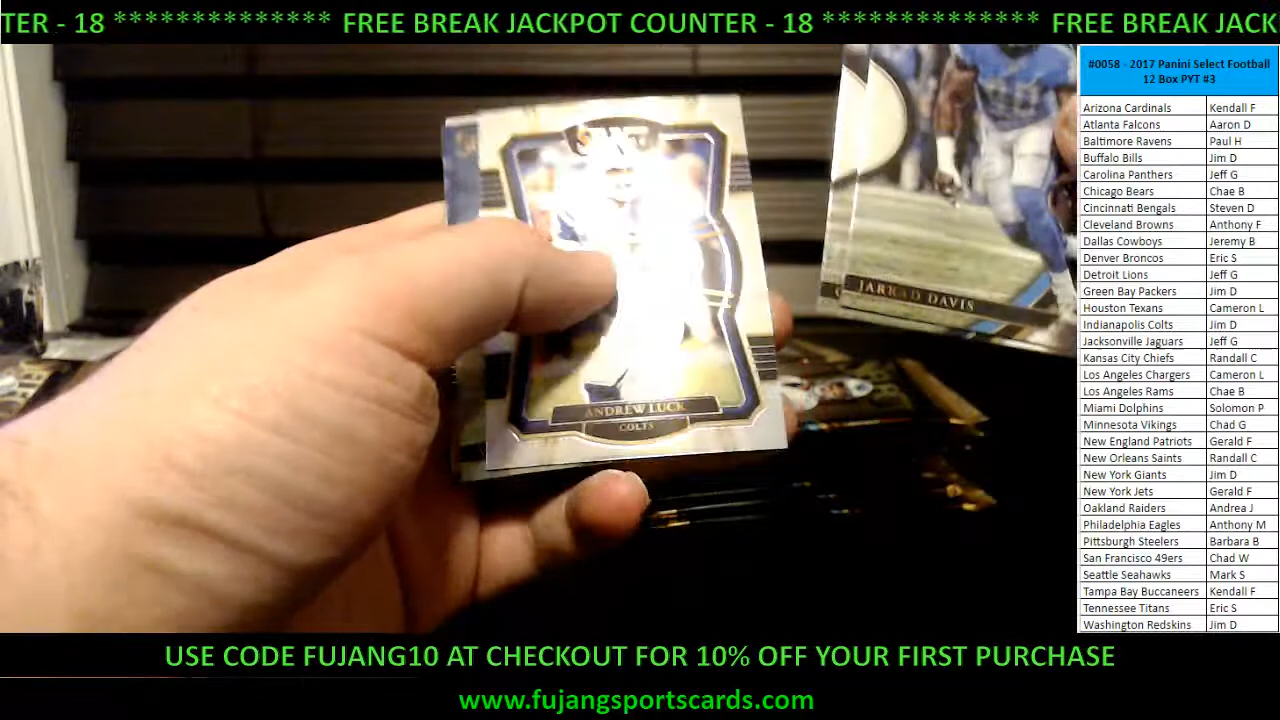 TER - 18 ************** FREE BREAK JACKPOT COUNTER - 18 ************** FREE BREAK JACK
#0058 - 2017 Panini Select Football
12 Box PYT #3
Arizona Cardinals Kendall F
Atlanta Falcons Aaron D
Baltimore Ravens Paul H
Buffalo Bills Jim D
Carolina Panthers Jeff G
Chicago Bears Chae B
Cincinnati Bengals Steven D
Cleveland Browns Anthony F
Dallas Cowboys Jeremy B
Denver Broncos Eric S
Detroit Lions Jeff G
Green Bay Packers Jim D
Houston Texans Cameron L
Indianapolis Colts Jim D
Jacksonville Jaguars Jeff G
Kansas City Chiefs Randall C
Los Angeles Chargers Cameron L
Los Angeles Rams Chae B
Miami Dolphins Solomon P
Minnesota Vikings Chad G
New England Patriots Gerald F
New Orleans Saints Randall C
New York Giants Jim D
New York Jets Gerald F
Oakland Raiders Andrea J
Philadelphia Eagles Anthony M
Pittsburgh Steelers Barbara B
San Francisco 49ers Chad W
Seattle Seahawks Mark S
Tampa Bay Buccaneers Kendall F
Tennessee Titans Eric S
Washington Redskins Jim D
JARRAD DAVIS
ANDREW LUCK
COLTS
USE CODE FUJANG10 AT CHECKOUT FOR 10% OFF YOUR FIRST PURCHASE
www.fujangsportscards.com